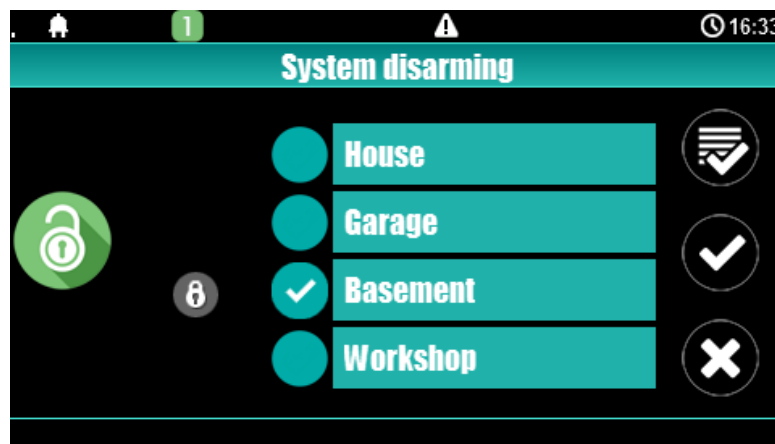 . 1 16:33
System disarming
House
Garage
Basement
Workshop